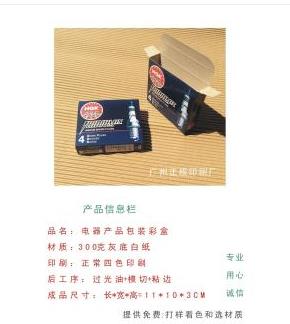 NGK
4
广州正模印刷厂
产品信息栏
品名：电器产品包装彩盒
材质：300克灰底白纸
印刷：正常四色印刷
后工序：过光油+模切+粘边
成品尺寸：长*宽*高=11*10*3CM
专业
用心
诚信
提供免费:打样看色和选材质